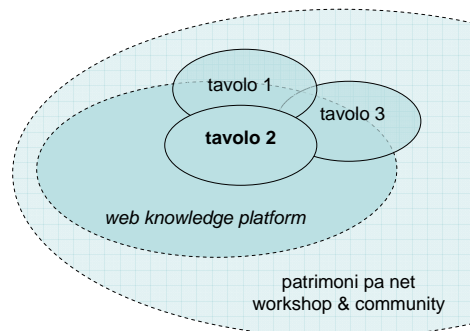 tavolo 1
tavolo 3
tavolo 2
web knowledge platform
patrimoni pa net
workshop & community